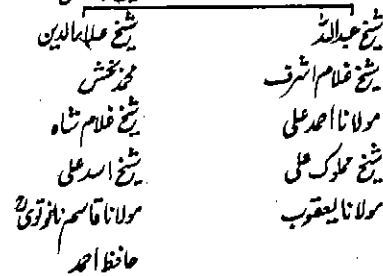 شیخ عبداللہ
شیخ غلام اشرف
مولانا احمد علی
شیخ مملوک علی
مولانا یعقوب
شیخ علاءالدین
محمد بخش
شیخ غلام شاہ
شیخ اسد علی
مولانا قاسم نانوتویؒ
حافظ احمد